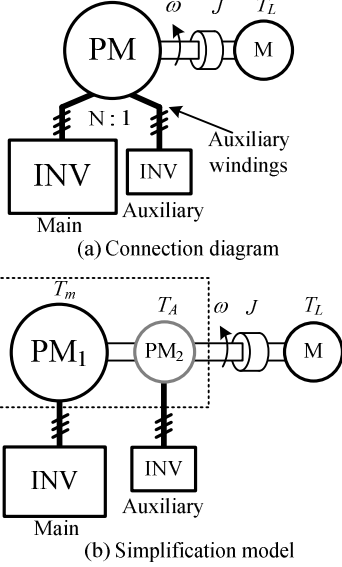 ω J T_L
PM M
N : 1
Auxiliary
windings
INV INV
Main Auxiliary
(a) Connection diagram
T_m T_A ω J T_L
PM₁ PM₂ M
INV INV
Main Auxiliary
(b) Simplification model